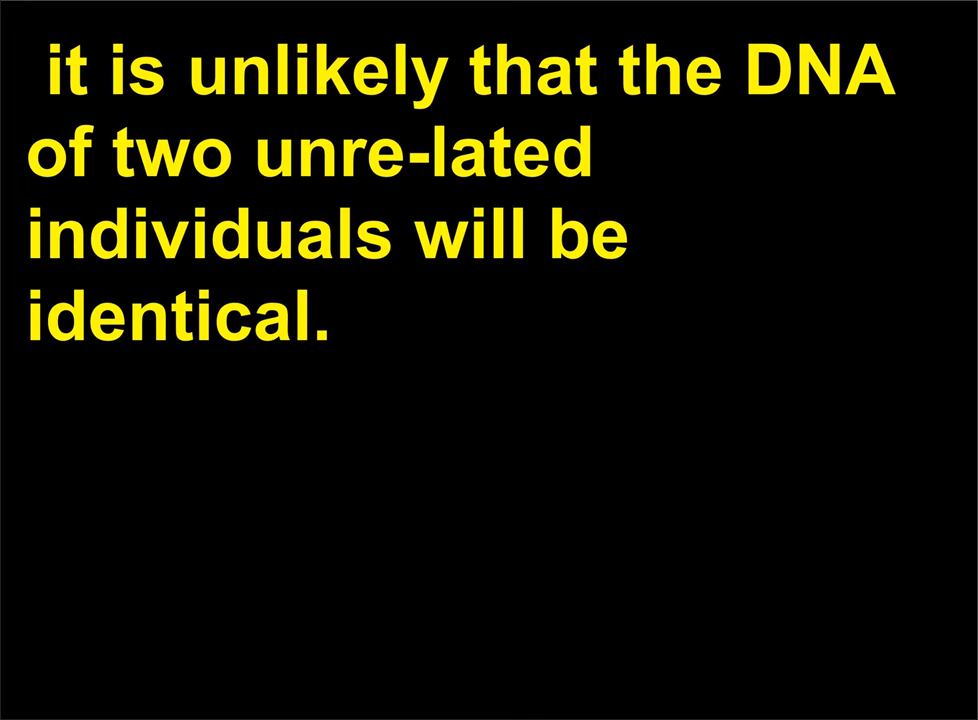 it is unlikely that the DNA
of two unre-lated
individuals will be
identical.